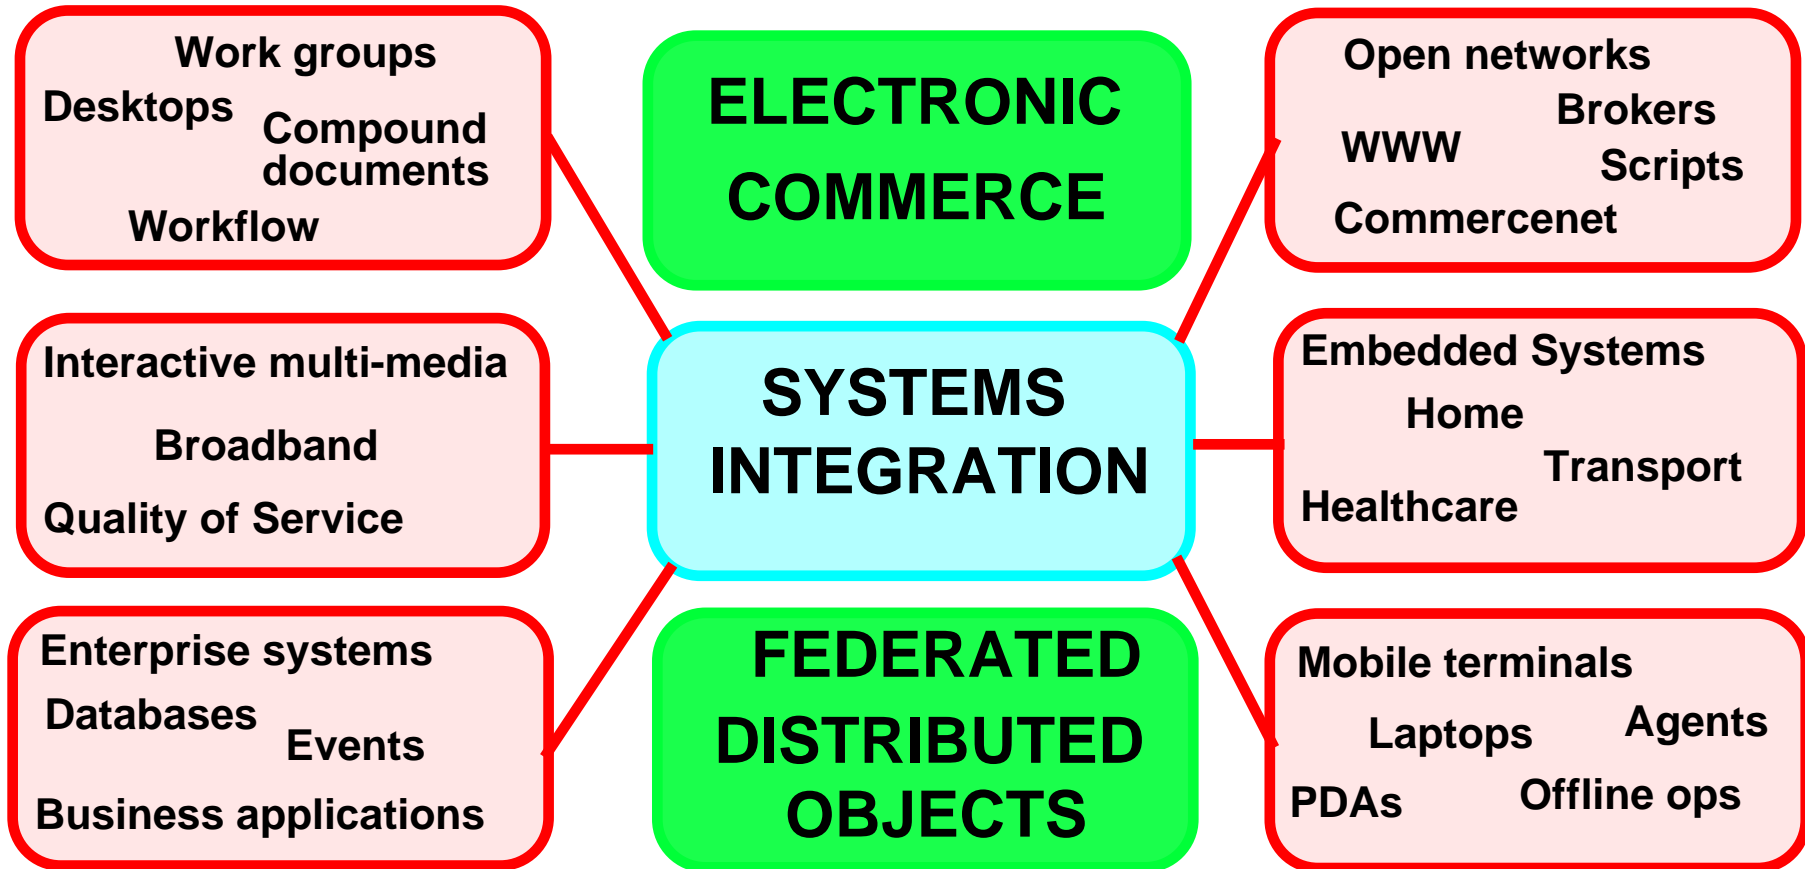 Work groups
Desktops
Compound
documents
Workflow
ELECTRONIC
COMMERCE
Open networks
Brokers
WWW
Scripts
Commercenet
Interactive multi-media
Broadband
Quality of Service
SYSTEMS
INTEGRATION
Embedded Systems
Home
Transport
Healthcare
Enterprise systems
Databases
Events
Business applications
FEDERATED
DISTRIBUTED
OBJECTS
Mobile terminals
Agents
Laptops
Offline ops
PDAs